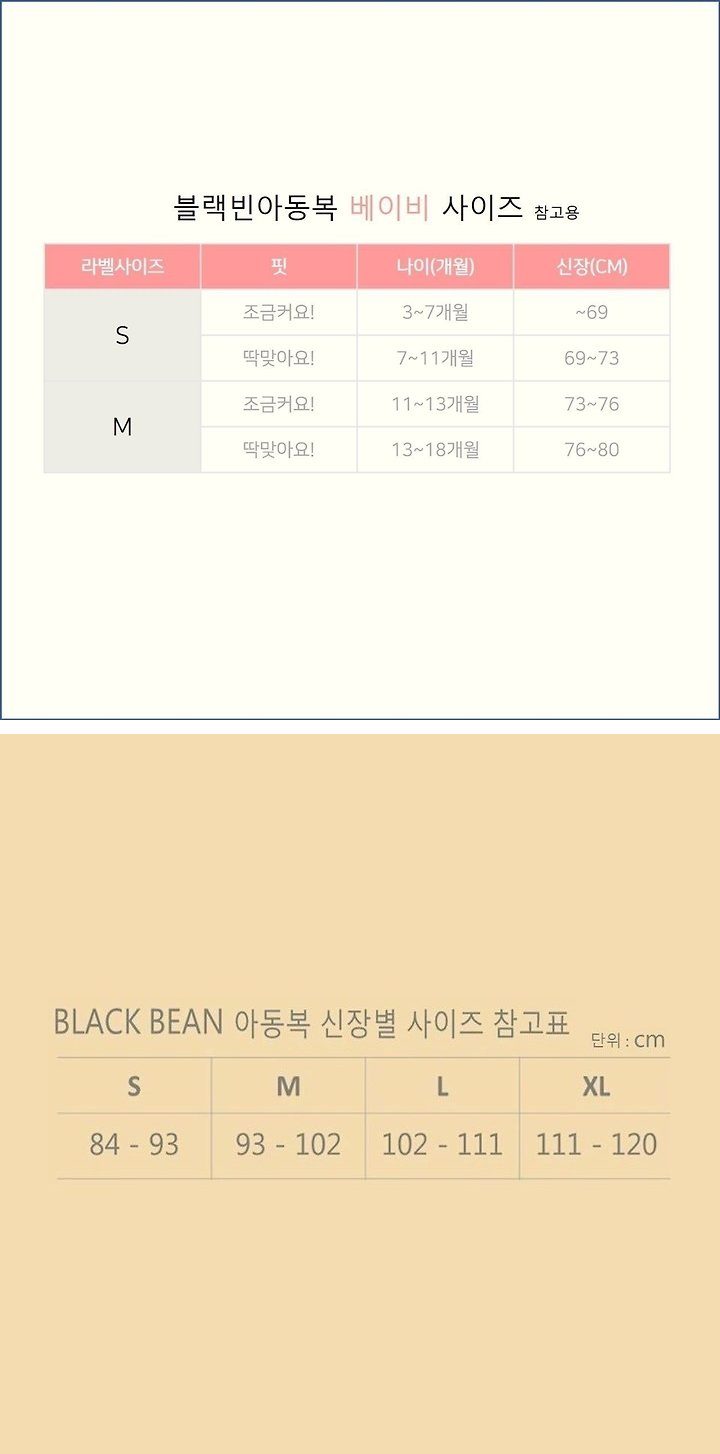 블랙빈아동복 베이비 사이즈 참고용
라벨사이즈 핏 나이(개월) 신장(CM)
S
조금커요! 3~7개월 ~69
딱맞아요! 7~11개월 69~73
M
조금커요! 11~13개월 73~76
딱맞아요! 13~18개월 76~80
BLACK BEAN 아동복 신장별 사이즈 참고표 단위 : cm
S M L XL
84 - 93 93 - 102 102 - 111 111 - 120